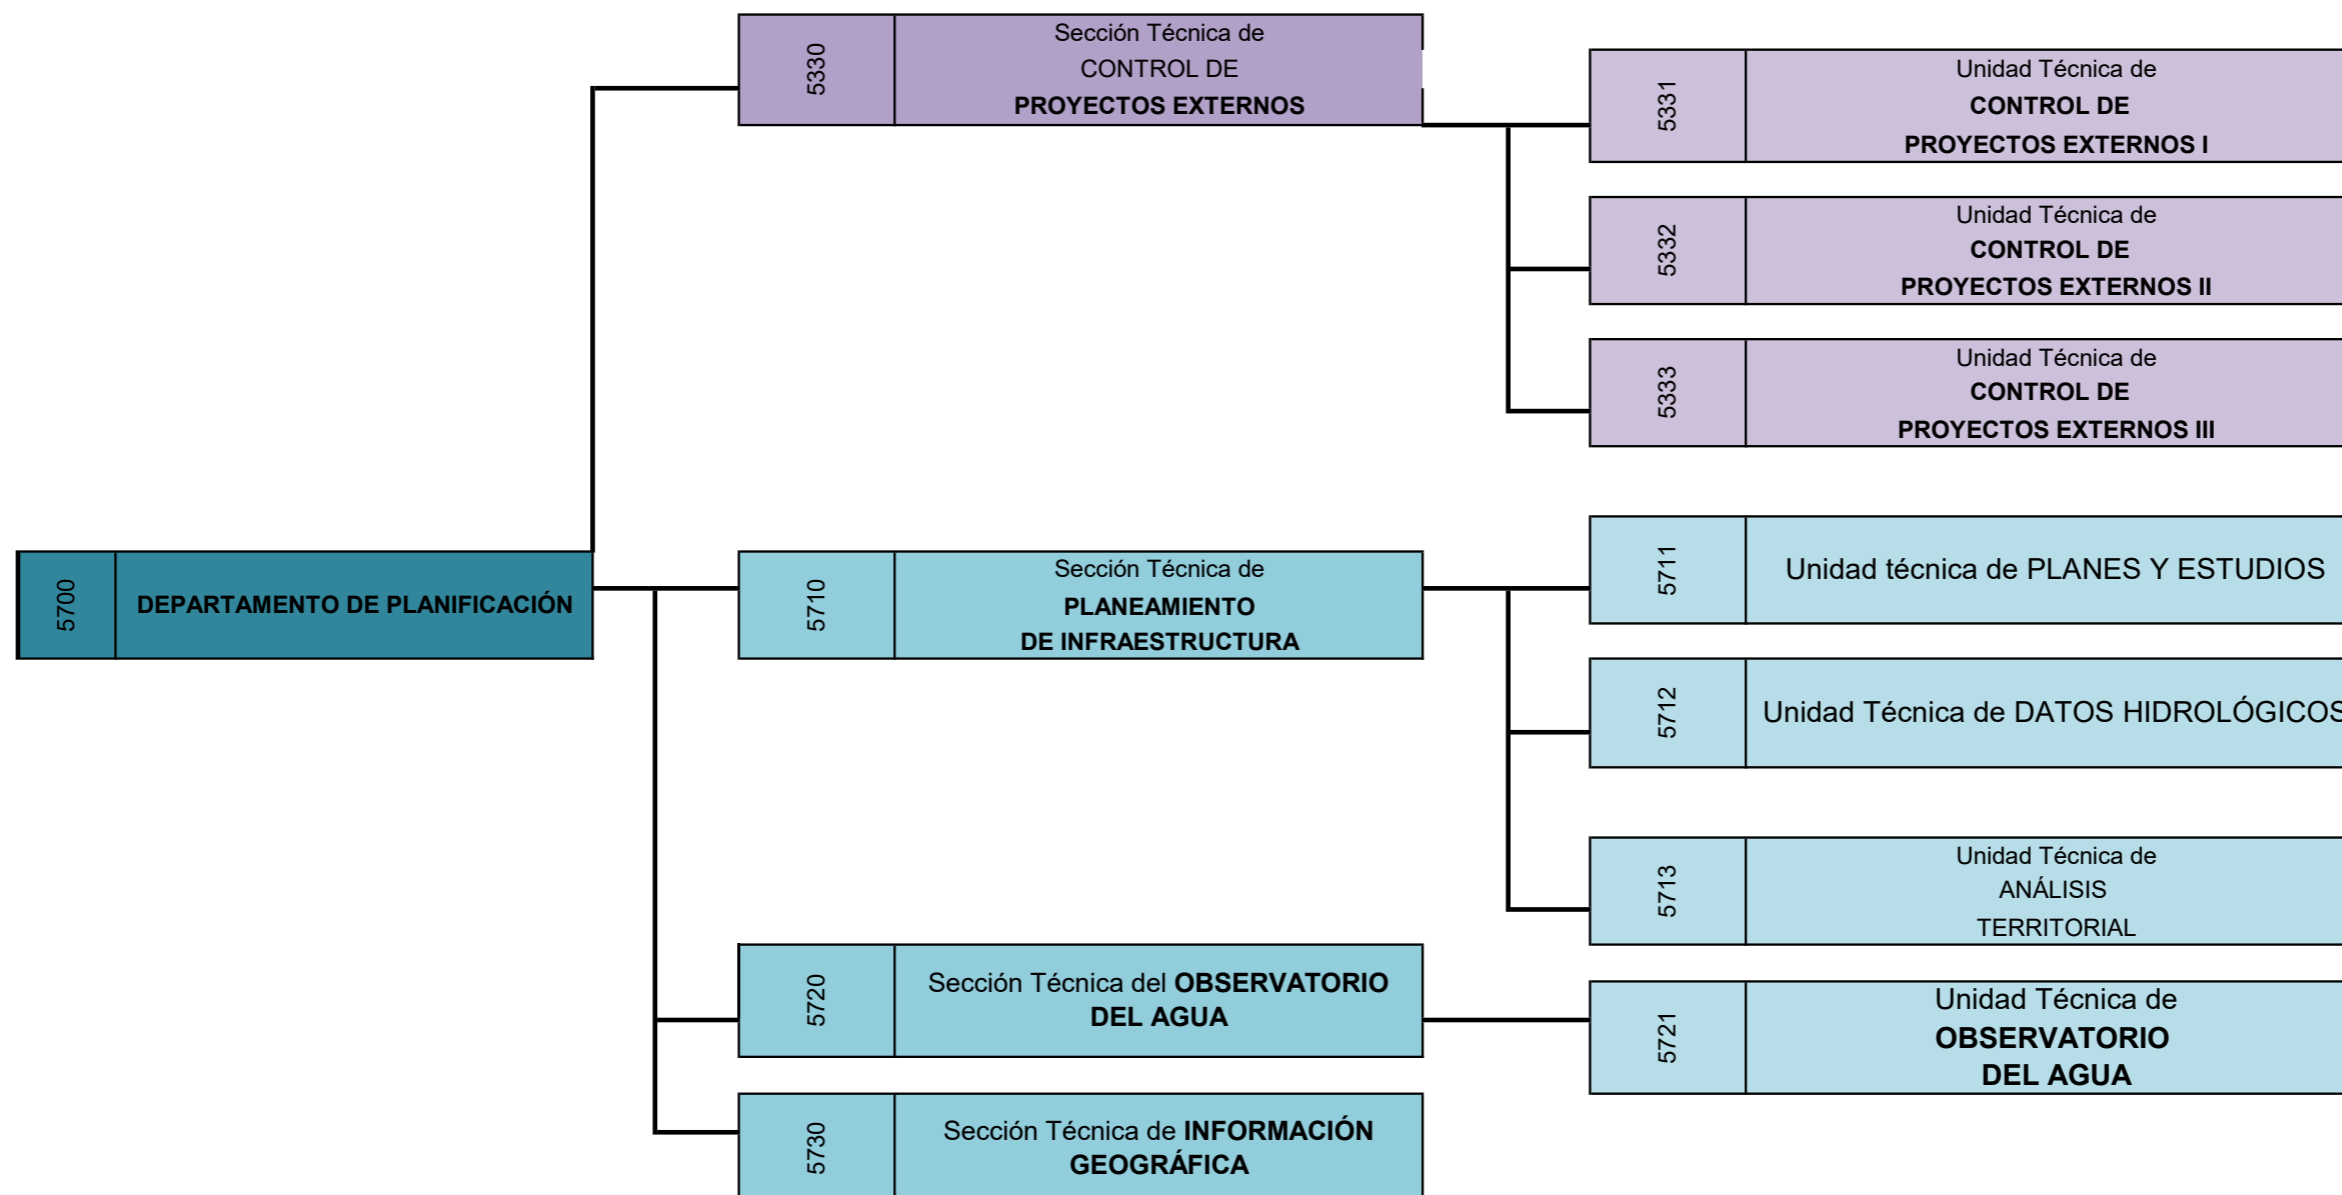 5330
Sección Técnica de
CONTROL DE
PROYECTOS EXTERNOS
5331
Unidad Técnica de
CONTROL DE
PROYECTOS EXTERNOS I
5332
Unidad Técnica de
CONTROL DE
PROYECTOS EXTERNOS II
5333
Unidad Técnica de
CONTROL DE
PROYECTOS EXTERNOS III
5700
DEPARTAMENTO DE PLANIFICACIÓN
5710
Sección Técnica de
PLANEAMIENTO
DE INFRAESTRUCTURA
5711
Unidad técnica de PLANES Y ESTUDIOS
5712
Unidad Técnica de DATOS HIDROLÓGICOS
5713
Unidad Técnica de
ANÁLISIS
TERRITORIAL
5720
Sección Técnica del OBSERVATORIO
DEL AGUA
5721
Unidad Técnica de
OBSERVATORIO
DEL AGUA
5730
Sección Técnica de INFORMACIÓN
GEOGRÁFICA